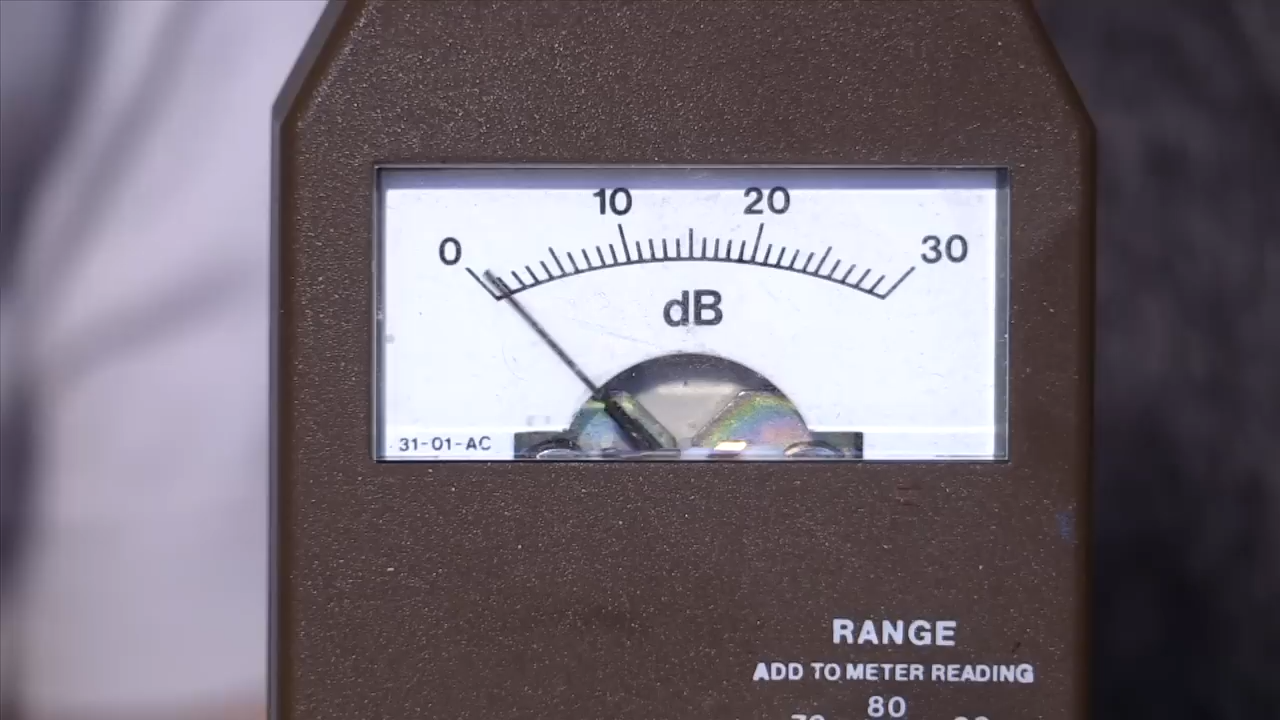 10 20
0 30
dB
31-01-AC
RANGE
ADD TO METER READING
80